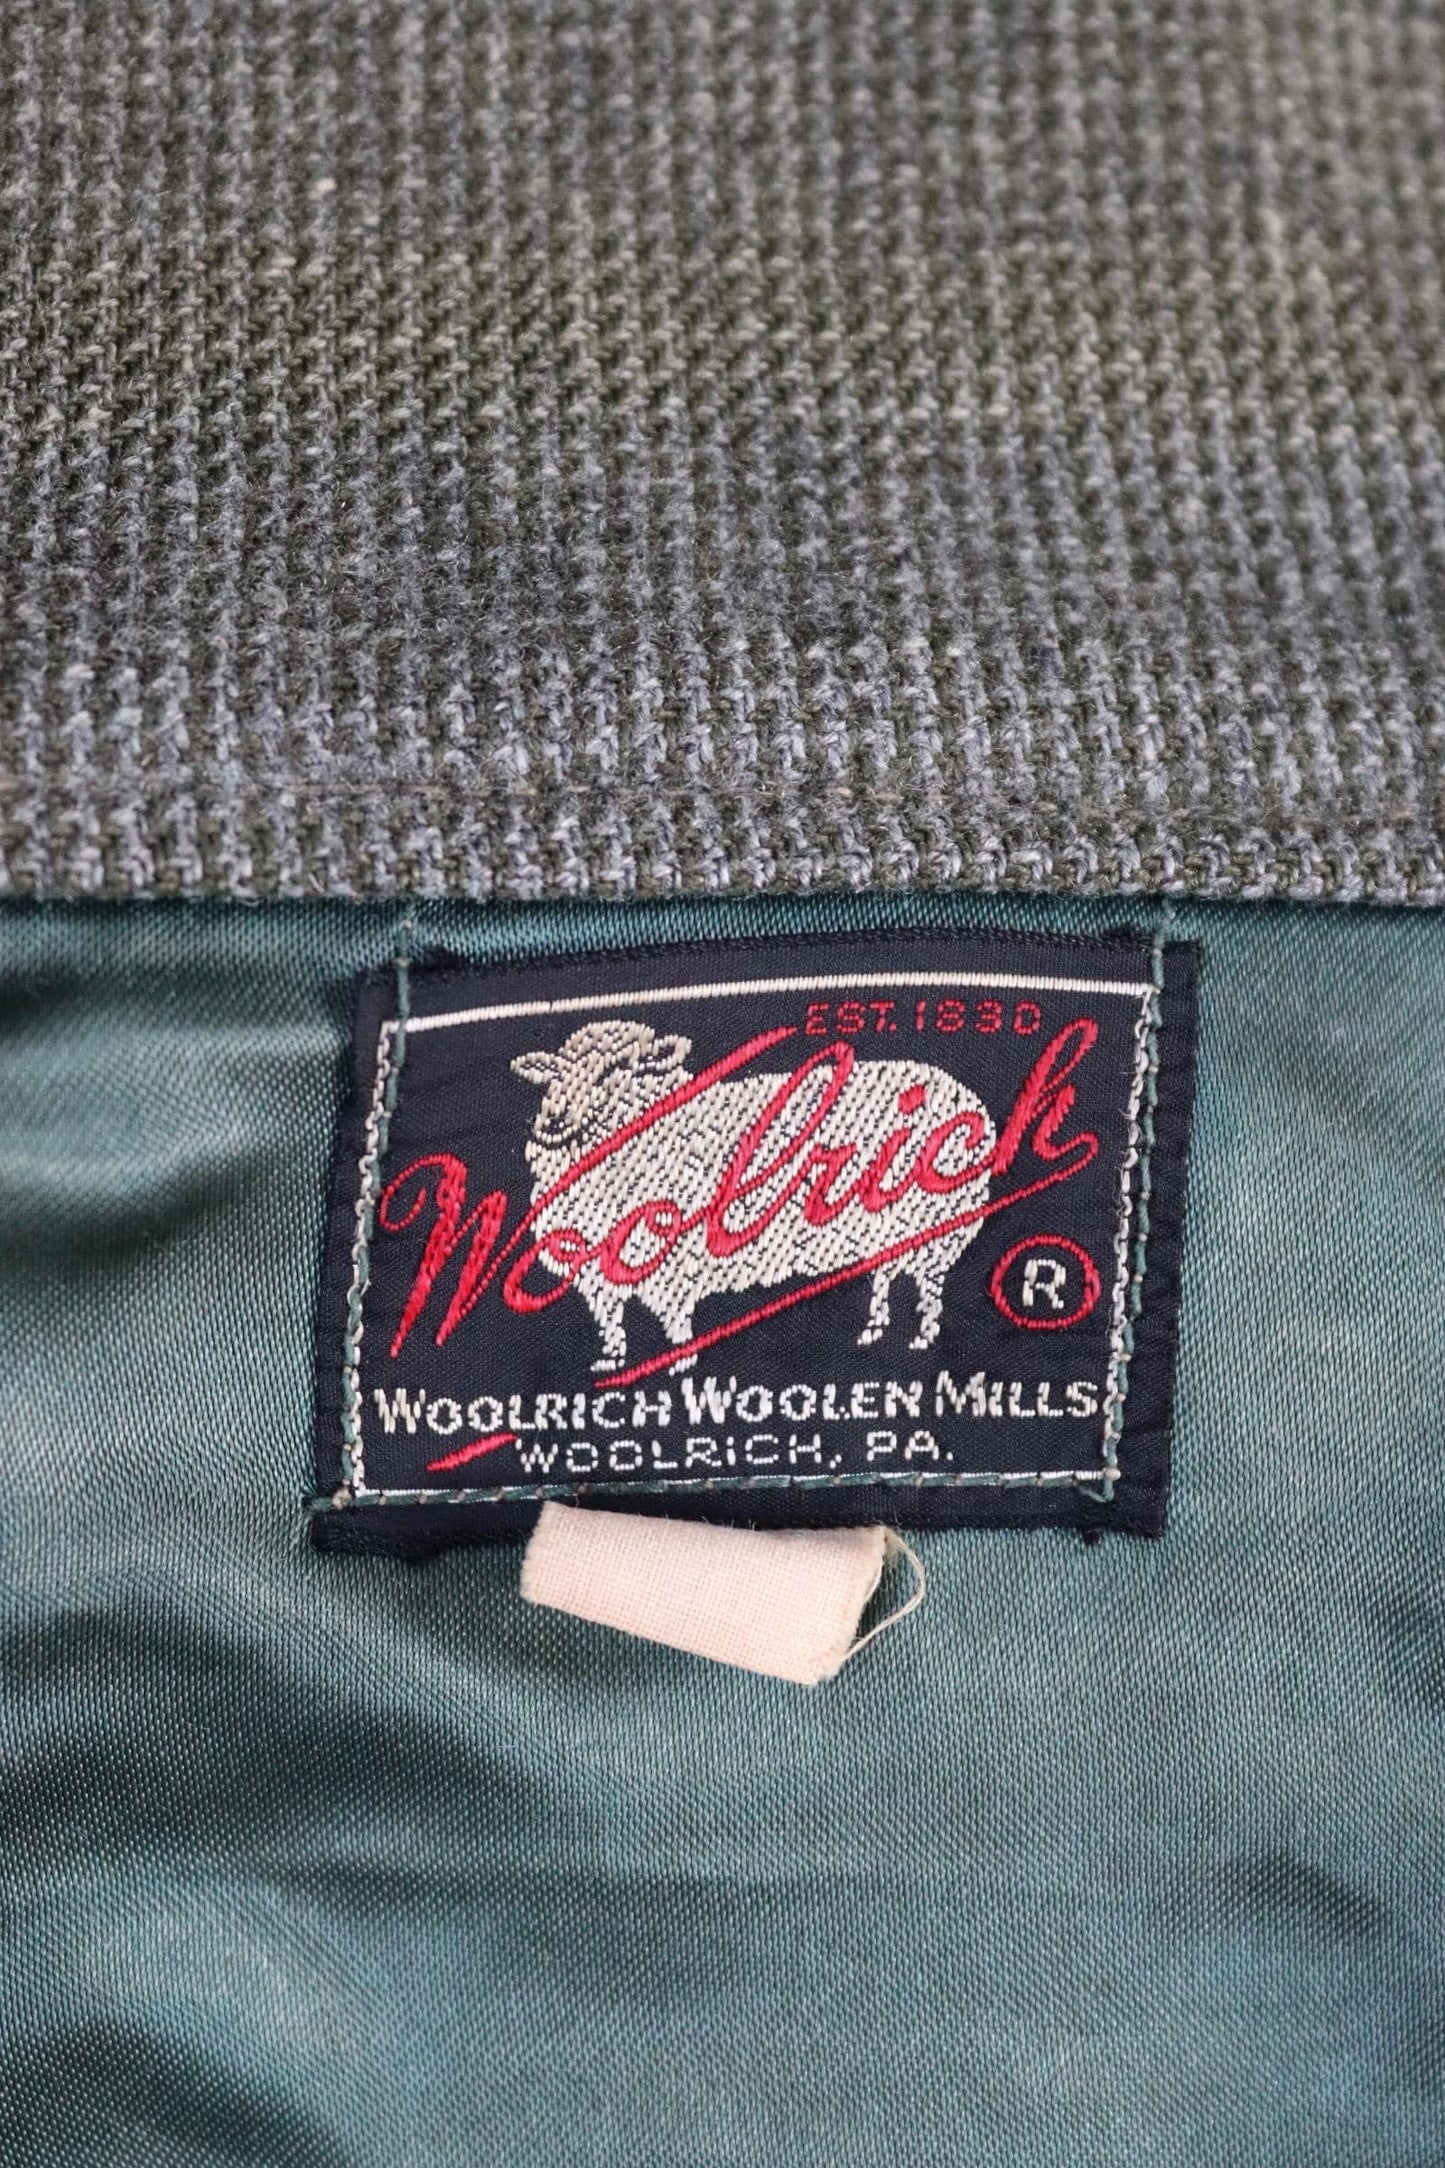 EST. 1830
Woolrich
®
WOOLRICH WOOLEN MILLS
WOOLRICH, PA.